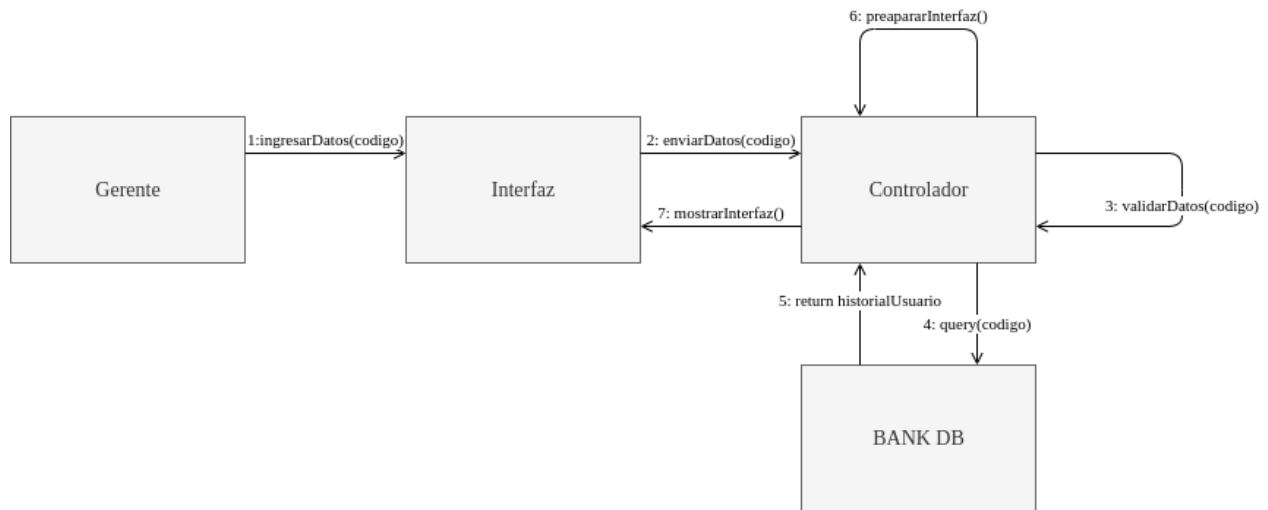 6: preapararInterfaz()
1:ingresarDatos(codigo)
2: enviarDatos(codigo)
Gerente
Interfaz
Controlador
3: validarDatos(codigo)
7: mostrarInterfaz()
5: return historialUsuario
4: query(codigo)
BANK DB